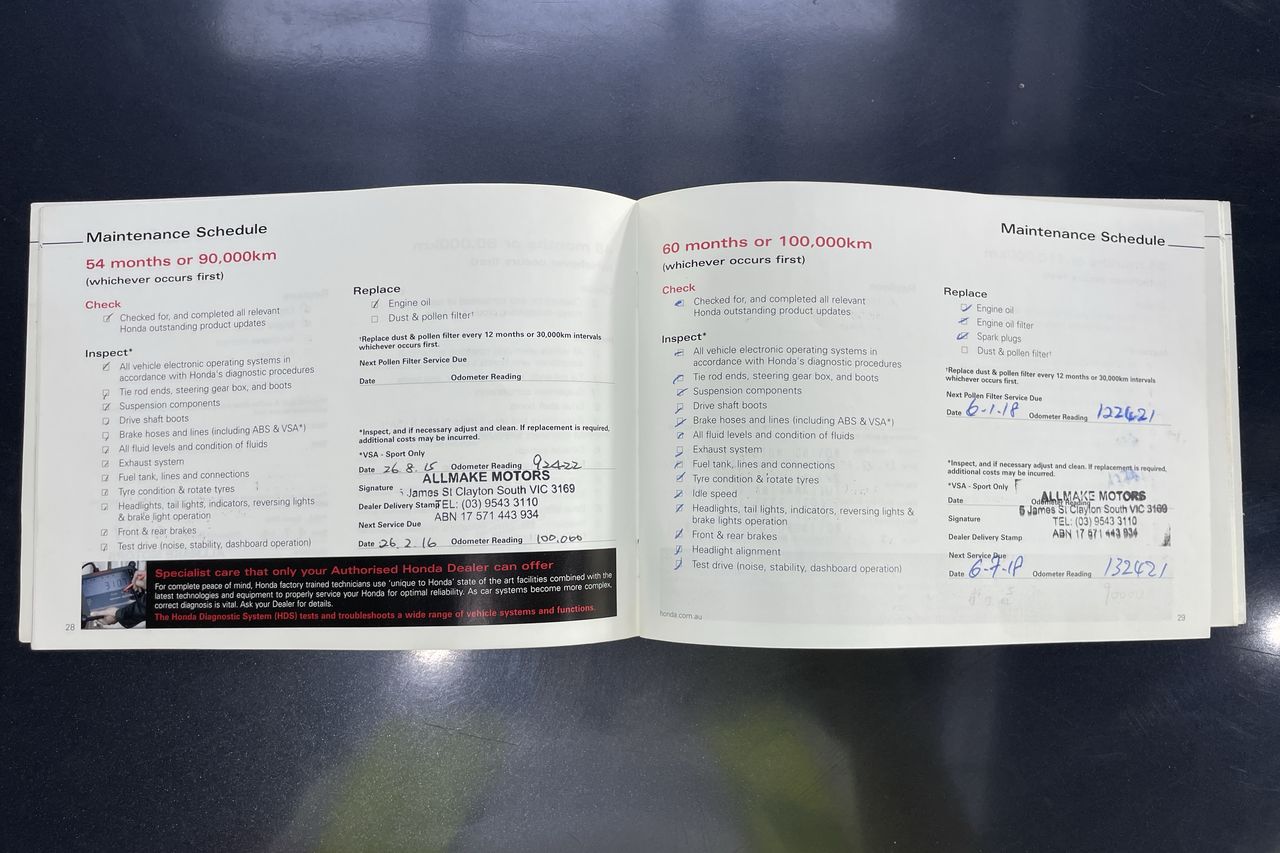 Maintenance Schedule
54 months or 90,000km
(whichever occurs first)
Check
Checked for, and completed all relevant
Honda outstanding product updates
Inspect*
All vehicle electronic operating systems in
accordance with Honda's diagnostic procedures
Tie rod ends, steering gear box, and boots
Suspension components
Drive shaft boots
Brake hoses and lines (including ABS & VSA*)
All fluid levels and condition of fluids
Exhaust system
Fuel tank, lines and connections
Tyre condition & rotate tyres
Headlights, tail lights, indicators, reversing lights
& brake light operation
Front & rear brakes
Test drive (noise, stability, dashboard operation)
Replace
Engine oil
Dust & pollen filter†
†Replace dust & pollen filter every 12 months or 30,000km intervals
whichever occurs first.
Next Pollen Filter Service Due
Date Odometer Reading
*Inspect, and if necessary adjust and clean. If replacement is required,
additional costs may be incurred.
*VSA - Sport Only
Date 26.8.15 Odometer Reading 92422
ALLMAKE MOTORS
Signature
James St Clayton South VIC 3169
Dealer Delivery Stamp
TEL: (03) 9543 3110
ABN 17 571 443 934
Next Service Due
Date 26.2.16 Odometer Reading 100,000
Specialist care that only your Authorised Honda Dealer can offer
For complete peace of mind, Honda factory trained technicians use 'unique to Honda' state of the art facilities combined with the
latest technologies and equipment to properly service your Honda for optimal reliability. As car systems become more complex,
correct diagnosis is vital. Ask your Dealer for details.
The Honda Diagnostic System (HDS) tests and troubleshoots a wide range of vehicle systems and functions.
28
Maintenance Schedule
60 months or 100,000km
(whichever occurs first)
Check
Checked for, and completed all relevant
Honda outstanding product updates
Inspect*
All vehicle electronic operating systems in
accordance with Honda's diagnostic procedures
Tie rod ends, steering gear box, and boots
Suspension components
Drive shaft boots
Brake hoses and lines (including ABS & VSA*)
All fluid levels and condition of fluids
Exhaust system
Fuel tank, lines and connections
Tyre condition & rotate tyres
Idle speed
Headlights, tail lights, indicators, reversing lights &
brake lights operation
Front & rear brakes
Headlight alignment
Test drive (noise, stability, dashboard operation)
Replace
Engine oil
Engine oil filter
Spark plugs
Dust & pollen filter†
†Replace dust & pollen filter every 12 months or 30,000km intervals
whichever occurs first.
Next Pollen Filter Service Due
Date 6-1-18 Odometer Reading 122421
*Inspect, and if necessary adjust and clean. If replacement is required,
additional costs may be incurred.
*VSA - Sport Only
Date Odometer Reading
ALLMAKE MOTORS
5 James St Clayton South VIC 3169
Signature
TEL: (03) 9543 3110
Dealer Delivery Stamp
ABN 17 571 443 934
Next Service Due
Date 6-7-18 Odometer Reading 132421
honda.com.au
29